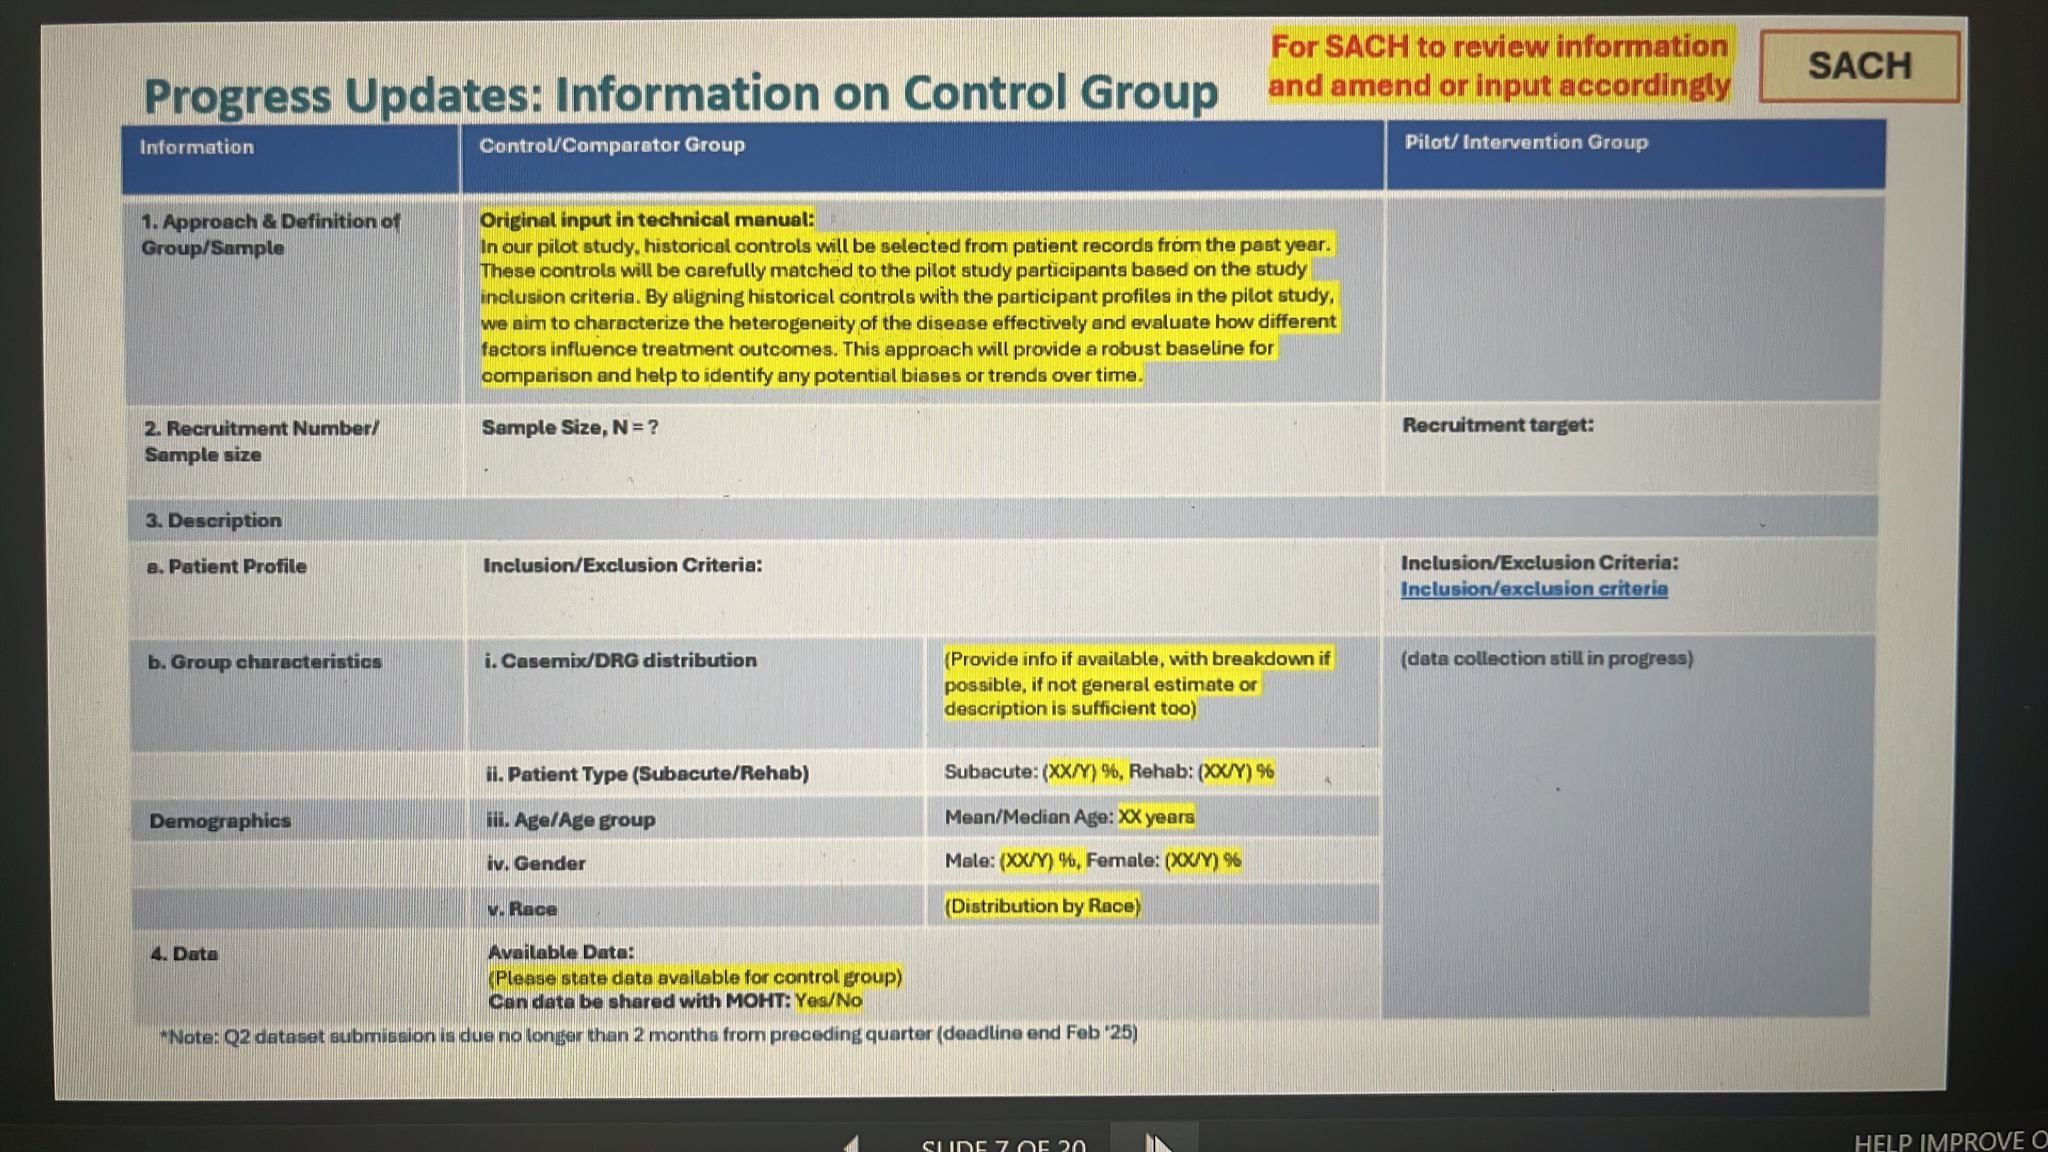 For SACH to review information
and amend or input accordingly
SACH
Progress Updates: Information on Control Group
Information
Control/Comparator Group
Pilot/ Intervention Group
1. Approach & Definition of
Group/Sample
Original input in technical manual:
In our pilot study, historical controls will be selected from patient records from the past year.
These controls will be carefully matched to the pilot study participants based on the study
inclusion criteria. By aligning historical controls with the participant profiles in the pilot study,
we aim to characterize the heterogeneity of the disease effectively and evaluate how different
factors influence treatment outcomes. This approach will provide a robust baseline for
comparison and help to identify any potential biases or trends over time.
2. Recruitment Number/
Sample size
Sample Size, N = ?
Recruitment target:
3. Description
a. Patient Profile
Inclusion/Exclusion Criteria:
Inclusion/Exclusion Criteria:
Inclusion/exclusion criteria
b. Group characteristics
i. Casemix/DRG distribution
(Provide info if available, with breakdown if
possible, if not general estimate or
description is sufficient too)
(data collection still in progress)
ii. Patient Type (Subacute/Rehab)
Subacute: (XX/Y) %, Rehab: (XX/Y) %
Demographics
iii. Age/Age group
Mean/Median Age: XX years
iv. Gender
Male: (XX/Y) %, Female: (XX/Y) %
v. Race
(Distribution by Race)
4. Data
Available Data:
(Please state data available for control group)
Can data be shared with MOHT: Yes/No
*Note: Q2 dataset submission is due no longer than 2 months from preceding quarter (deadline end Feb '25)
SLIDE 7 OF 20
HELP IMPROVE O